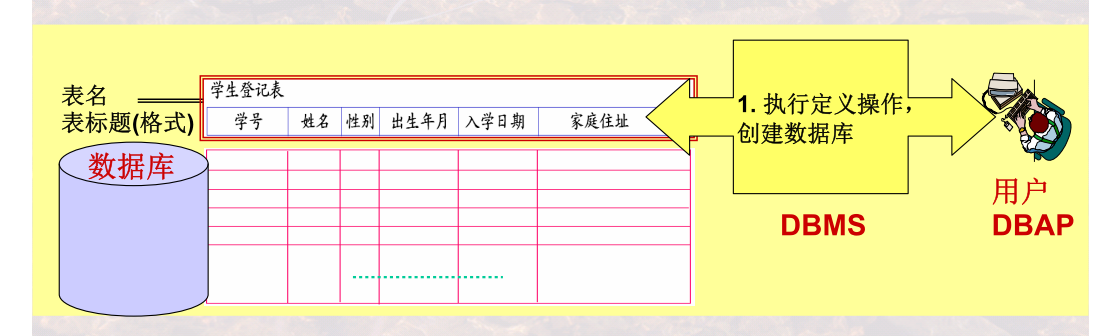 表名
表标题(格式)
学生登记表
学号 姓名 性别 出生年月 入学日期 家庭住址
数据库
1. 执行定义操作，
创建数据库
DBMS
用户
DBAP